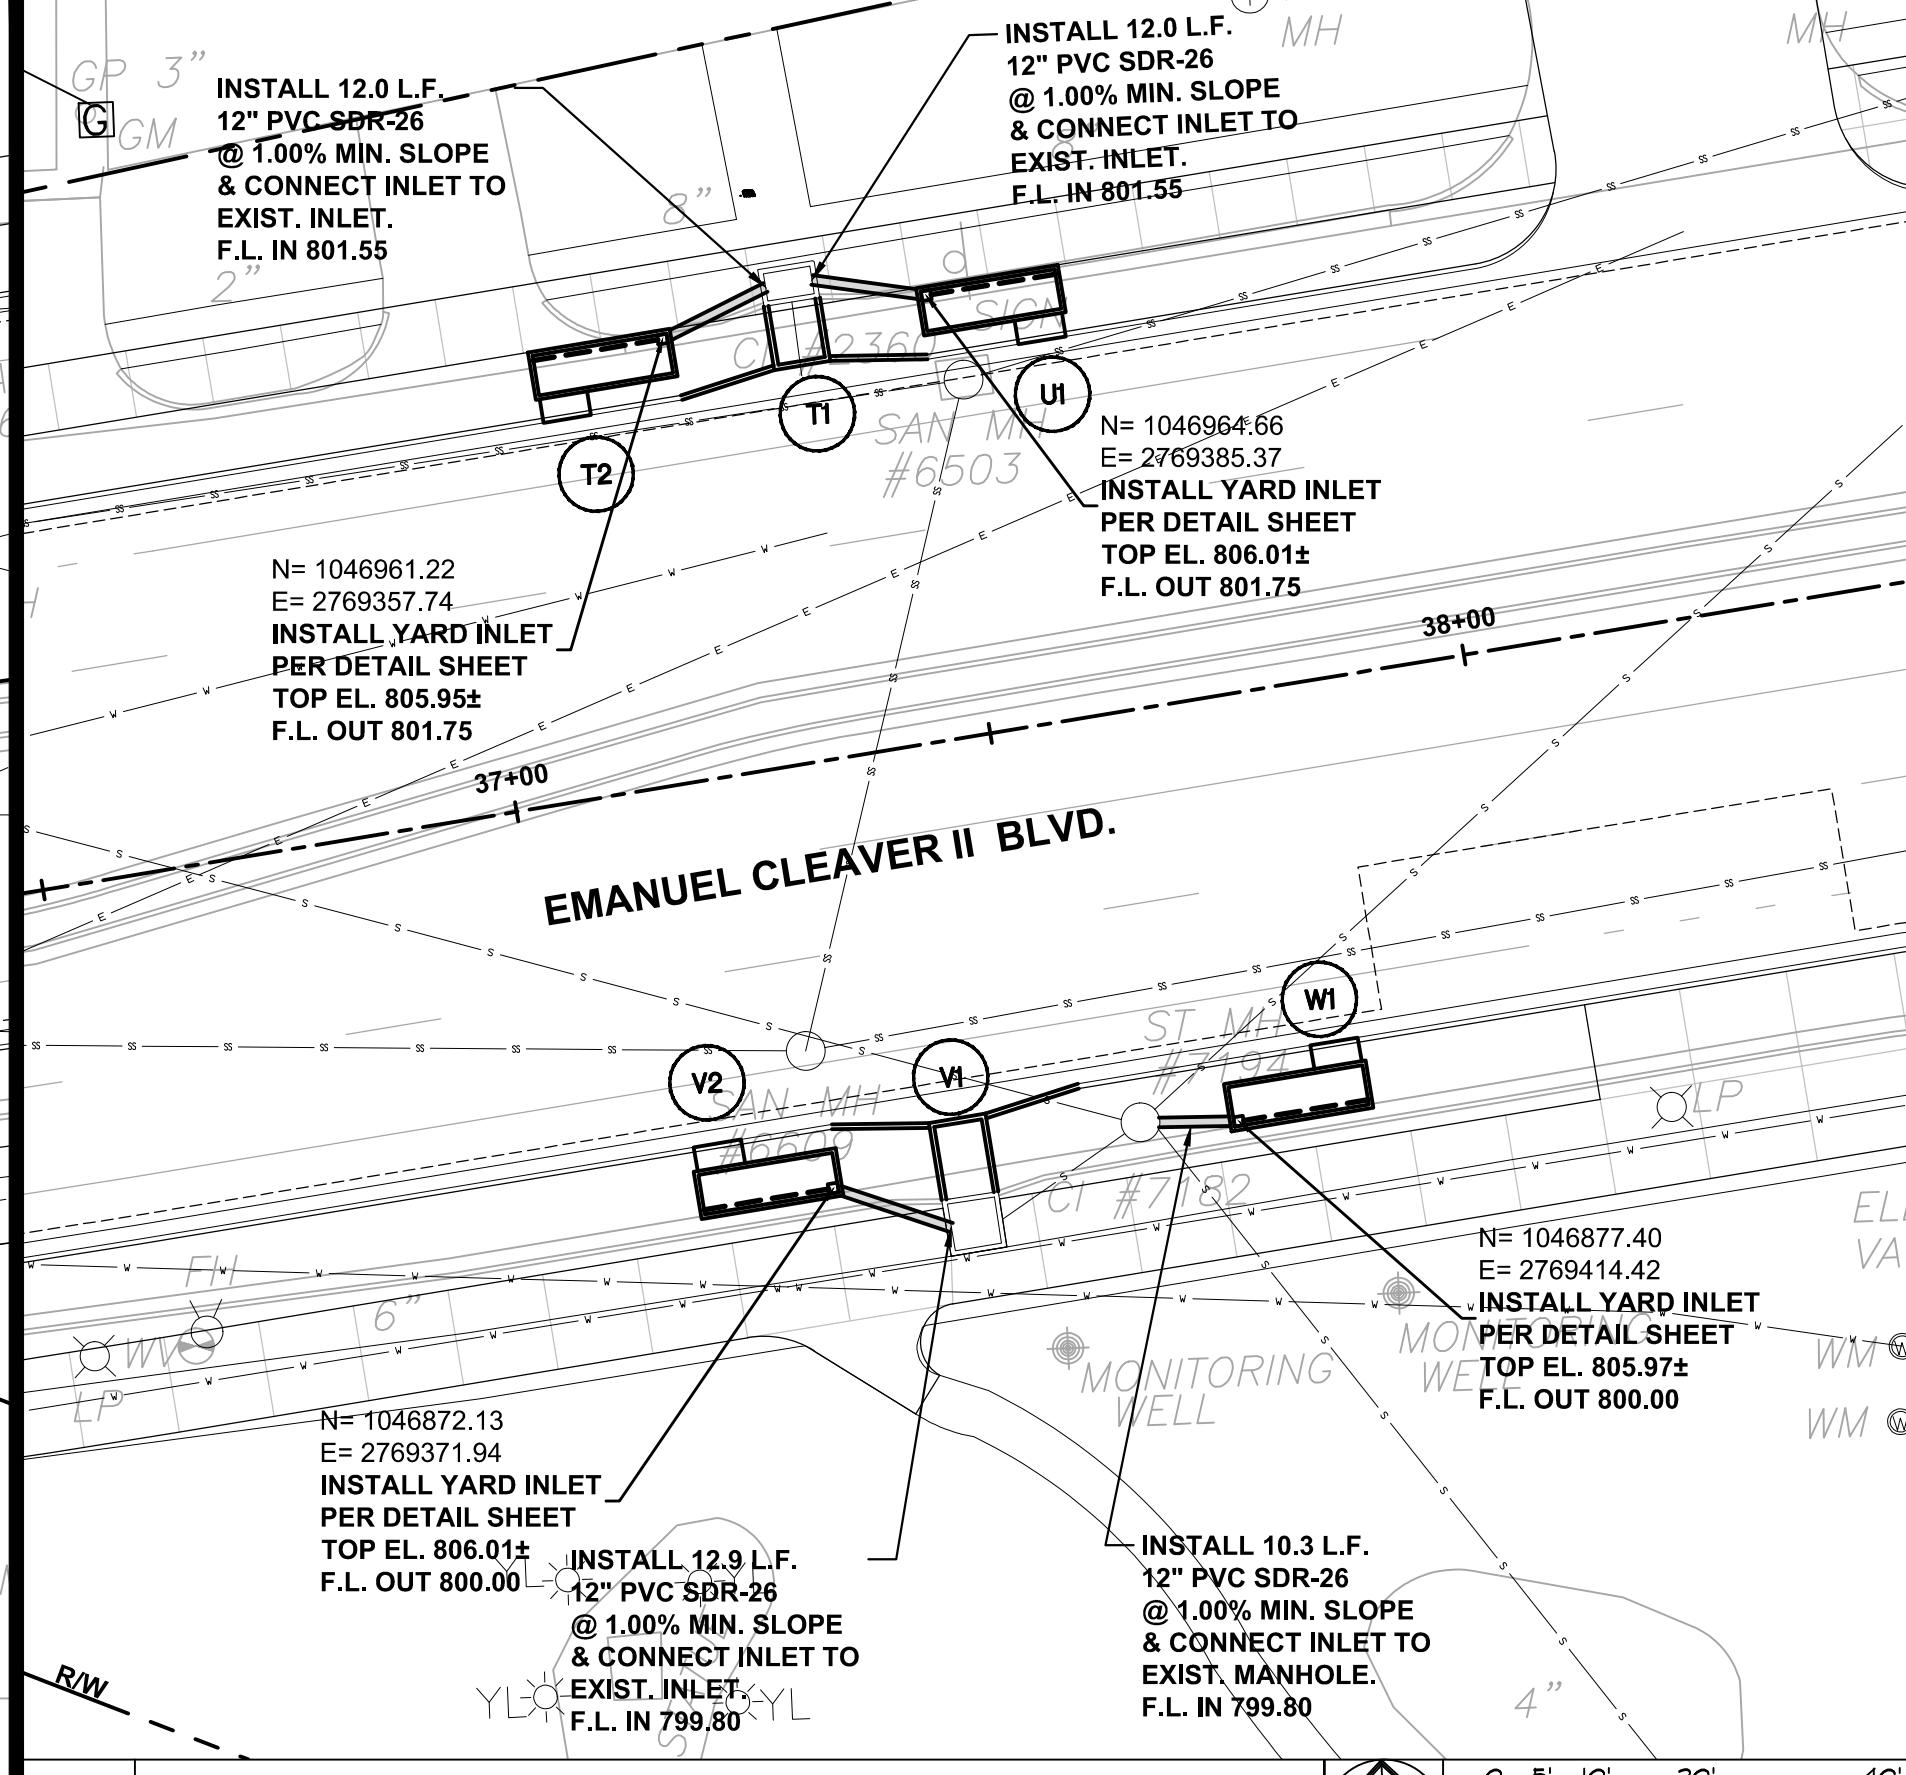 GP 3"
G
GM
INSTALL 12.0 L.F.
12" PVC SDR-26
@ 1.00% MIN. SLOPE
& CONNECT INLET TO
EXIST. INLET.
F.L. IN 801.55
2"
8"
INSTALL 12.0 L.F.
12" PVC SDR-26
@ 1.00% MIN. SLOPE
& CONNECT INLET TO
EXIST. INLET.
F.L. IN 801.55
8"
MH
MH
SIGN
CI #2360
T2
T1
U1
SAN MH
#6503
N= 1046964.66
E= 2769385.37
INSTALL YARD INLET
PER DETAIL SHEET
TOP EL. 806.01±
F.L. OUT 801.75
N= 1046961.22
E= 2769357.74
INSTALL YARD INLET
PER DETAIL SHEET
TOP EL. 805.95±
F.L. OUT 801.75
38+00
37+00
EMANUEL CLEAVER II BLVD.
W1
ST MH
#7194
V2
V1
SAN MH
#6609
LP
CI #7182
FH
6"
WV
LP
MONITORING
WELL
MONITORING
WELL
N= 1046877.40
E= 2769414.42
INSTALL YARD INLET
PER DETAIL SHEET
TOP EL. 805.97±
F.L. OUT 800.00
WM
WM
N= 1046872.13
E= 2769371.94
INSTALL YARD INLET
PER DETAIL SHEET
TOP EL. 806.01±
F.L. OUT 800.00
YL
YL
INSTALL 12.9 L.F.
12" PVC SDR-26
@ 1.00% MIN. SLOPE
& CONNECT INLET TO
EXIST. INLET.
F.L. IN 799.80
YL
YL
INSTALL 10.3 L.F.
12" PVC SDR-26
@ 1.00% MIN. SLOPE
& CONNECT INLET TO
EXIST. MANHOLE.
F.L. IN 799.80
4"
R/W